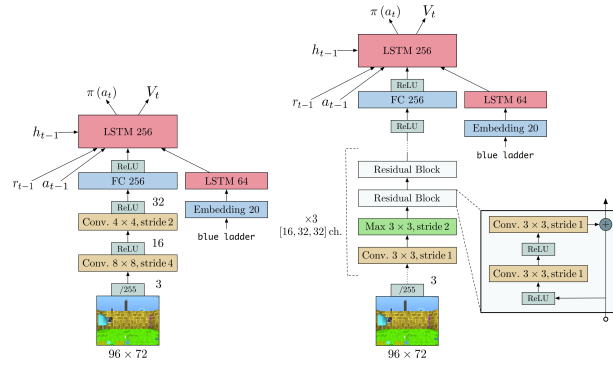 π(a_t) V_t
h_{t−1}
LSTM 256
r_{t−1} a_{t−1}
ReLU
FC 256
LSTM 64
32
ReLU
Embedding 20
Conv. 4 × 4, stride 2
blue ladder
16
ReLU
Conv. 8 × 8, stride 4
3
/255
96 × 72
π(a_t) V_t
h_{t−1}
LSTM 256
r_{t−1} a_{t−1}
ReLU
FC 256
LSTM 64
ReLU
Embedding 20
blue ladder
Residual Block
Residual Block
×3
[16, 32, 32] ch.
Max 3 × 3, stride 2
Conv. 3 × 3, stride 1
3
/255
96 × 72
Conv. 3 × 3, stride 1
+
ReLU
Conv. 3 × 3, stride 1
ReLU